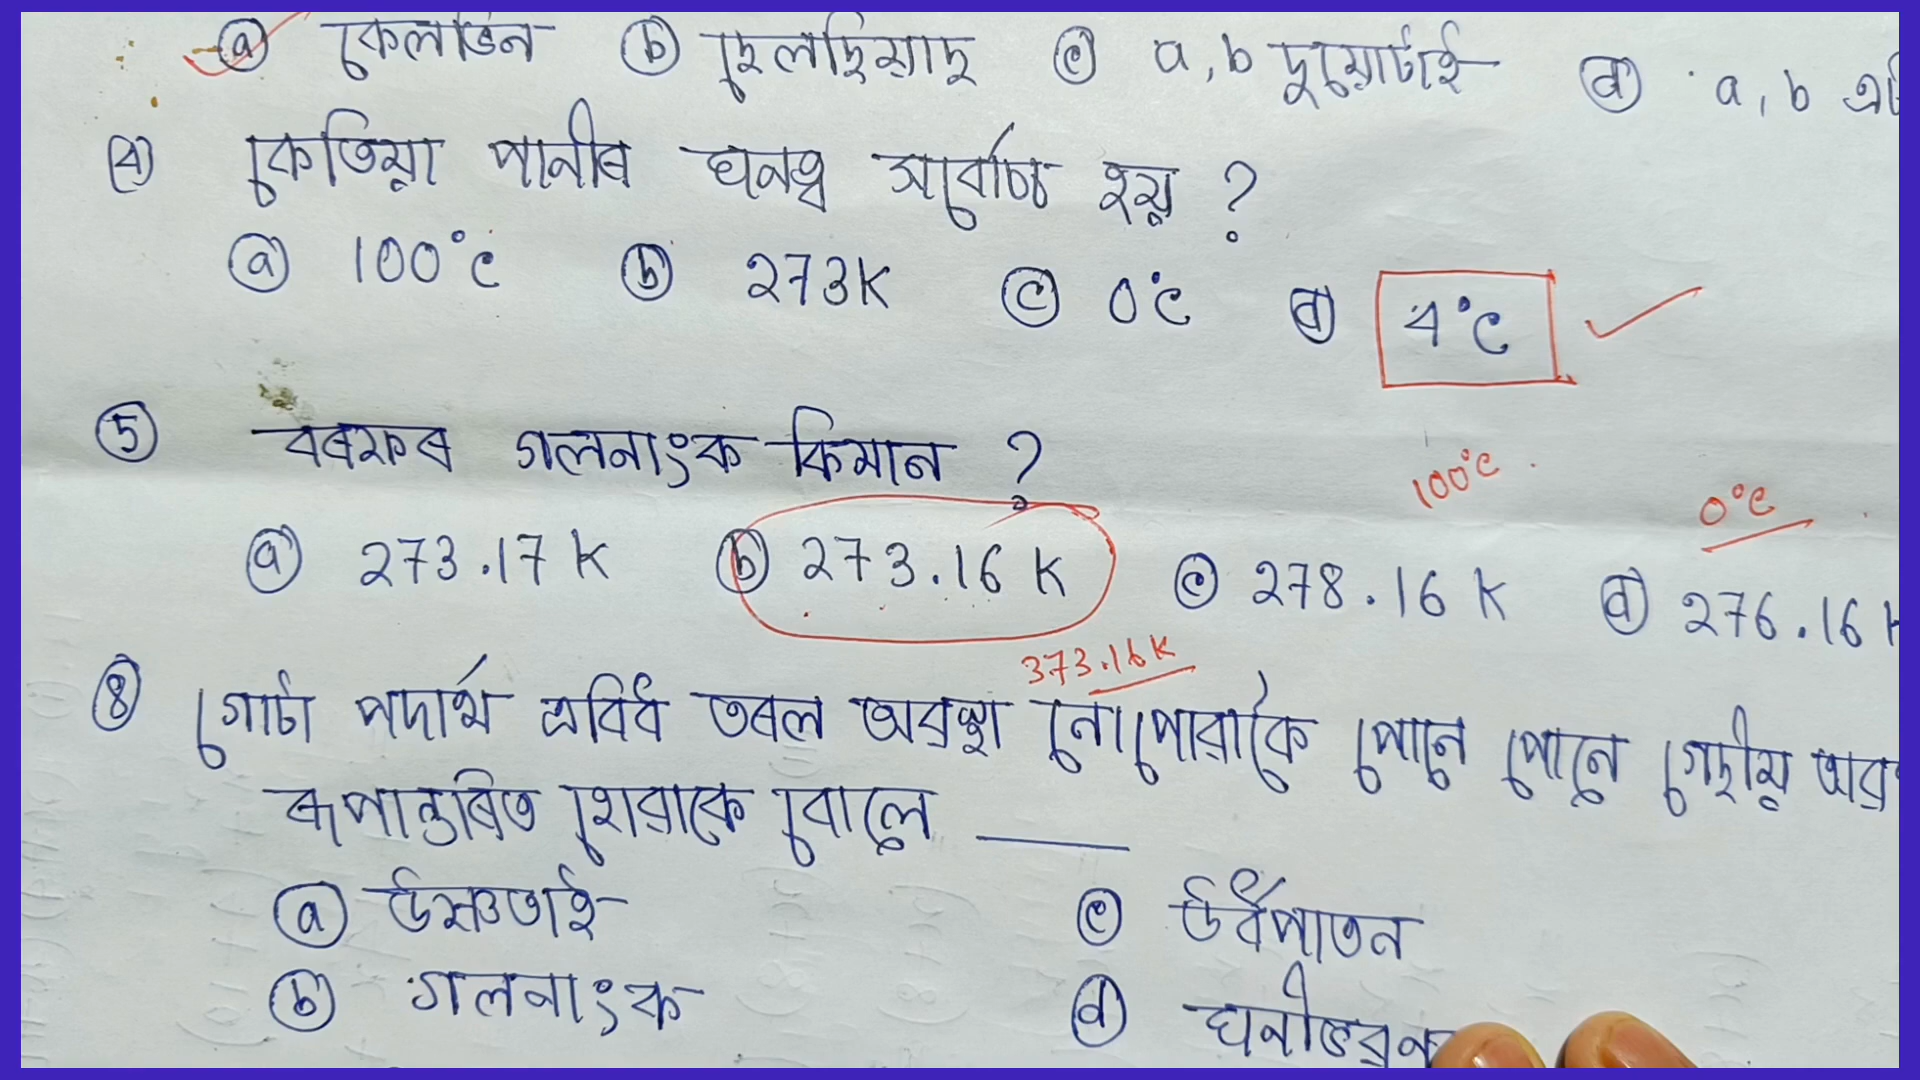 ⓐ কেলভিন ⓑ ছেলছিয়াছ ⓒ a, b দুয়োটাই ⓓ a, b
(4) কেতিয়া পানীৰ ঘনত্ব সৰ্বোচ্চ হয় ?
ⓐ 100°C ⓑ 273K ⓒ 0°C ⓓ 4°C
⑤ বৰফৰ গলনাংক কিমান ?
100°C 0°C
ⓐ 273.17 K ⓑ 273.16 K ⓒ 278.16 K ⓓ 276.16 K
373.16K
⑧ গোটা পদাৰ্থ এবিধ তৰল অৱস্থা নোপোৱাকৈ পোনে পোনে গেছীয়
ৰূপান্তৰিত হোৱাকে বোলে ____
ⓐ উষ্ণতাই ⓒ উৰ্ধপাতন
ⓑ গলনাংক ⓓ ঘনীভৱন